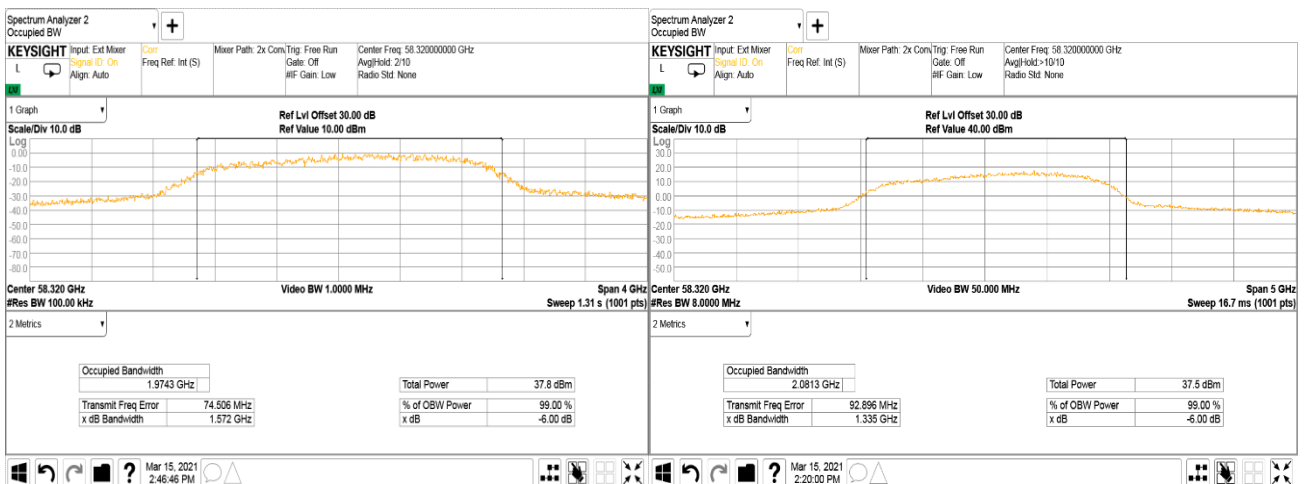 Spectrum Analyzer 2
Occupied BW
+
KEYSIGHT
L
Input: Ext Mixer
Signal ID: On
Align: Auto
Corr
Freq Ref: Int (S)
Mixer Path: 2x Conv
Trig: Free Run
Gate: Off
#IF Gain: Low
Center Freq: 58.320000000 GHz
Avg|Hold: 2/10
Radio Std: None
1 Graph
Scale/Div 10.0 dB
Ref Lvl Offset 30.00 dB
Ref Value 10.00 dBm
Log
0.00
-10.0
-20.0
-30.0
-40.0
-50.0
-60.0
-70.0
-80.0
Center 58.320 GHz
#Res BW 100.00 kHz
Video BW 1.0000 MHz
Span 4 GHz
Sweep 1.31 s (1001 pts)
2 Metrics
Occupied Bandwidth
1.9743 GHz
Total Power 37.8 dBm
Transmit Freq Error 74.506 MHz
% of OBW Power 99.00 %
x dB Bandwidth 1.572 GHz
x dB -6.00 dB
?
Mar 15, 2021
2:46:46 PM
Spectrum Analyzer 2
Occupied BW
+
KEYSIGHT
L
Input: Ext Mixer
Signal ID: On
Align: Auto
Corr
Freq Ref: Int (S)
Mixer Path: 2x Conv
Trig: Free Run
Gate: Off
#IF Gain: Low
Center Freq: 58.320000000 GHz
Avg|Hold:>10/10
Radio Std: None
1 Graph
Scale/Div 10.0 dB
Ref Lvl Offset 30.00 dB
Ref Value 40.00 dBm
Log
30.0
20.0
10.0
0.00
-10.0
-20.0
-30.0
-40.0
-50.0
Center 58.320 GHz
#Res BW 8.0000 MHz
Video BW 50.000 MHz
Span 5 GHz
Sweep 16.7 ms (1001 pts)
2 Metrics
Occupied Bandwidth
2.0813 GHz
Total Power 37.5 dBm
Transmit Freq Error 92.896 MHz
% of OBW Power 99.00 %
x dB Bandwidth 1.335 GHz
x dB -6.00 dB
?
Mar 15, 2021
2:20:00 PM